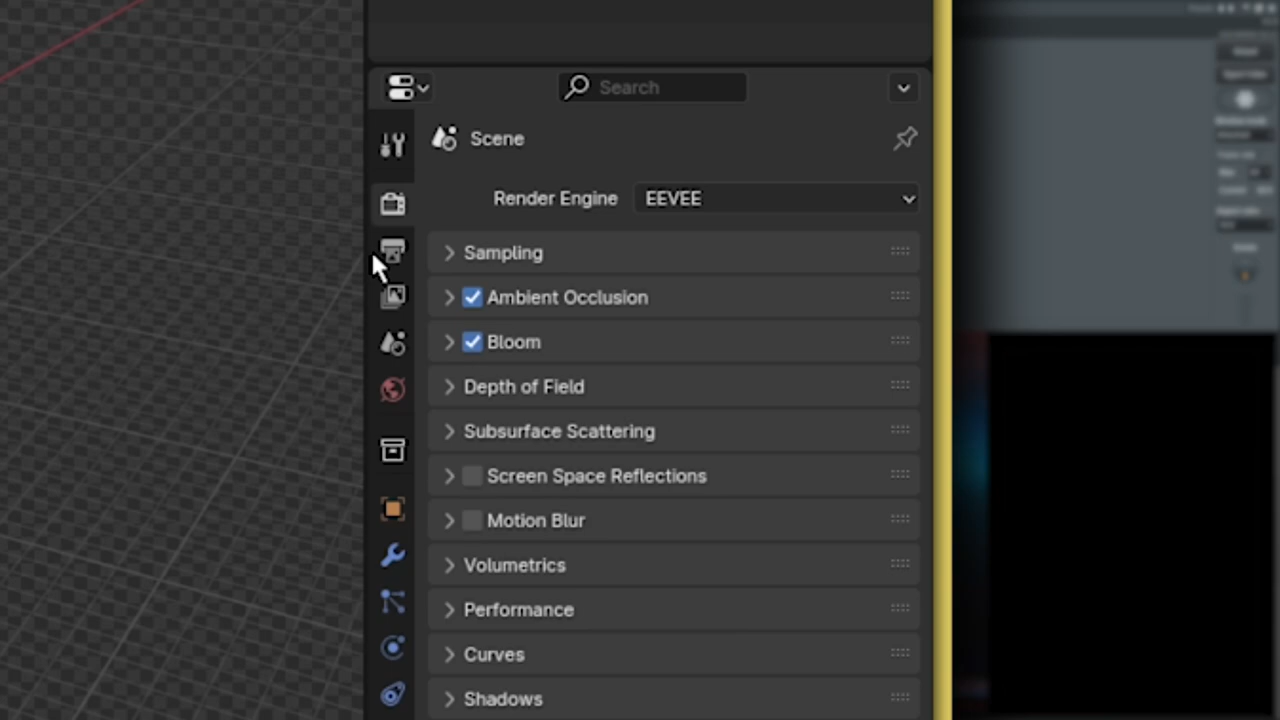 Search
Scene
Render Engine EEVEE
Sampling
Ambient Occlusion
Bloom
Depth of Field
Subsurface Scattering
Screen Space Reflections
Motion Blur
Volumetrics
Performance
Curves
Shadows